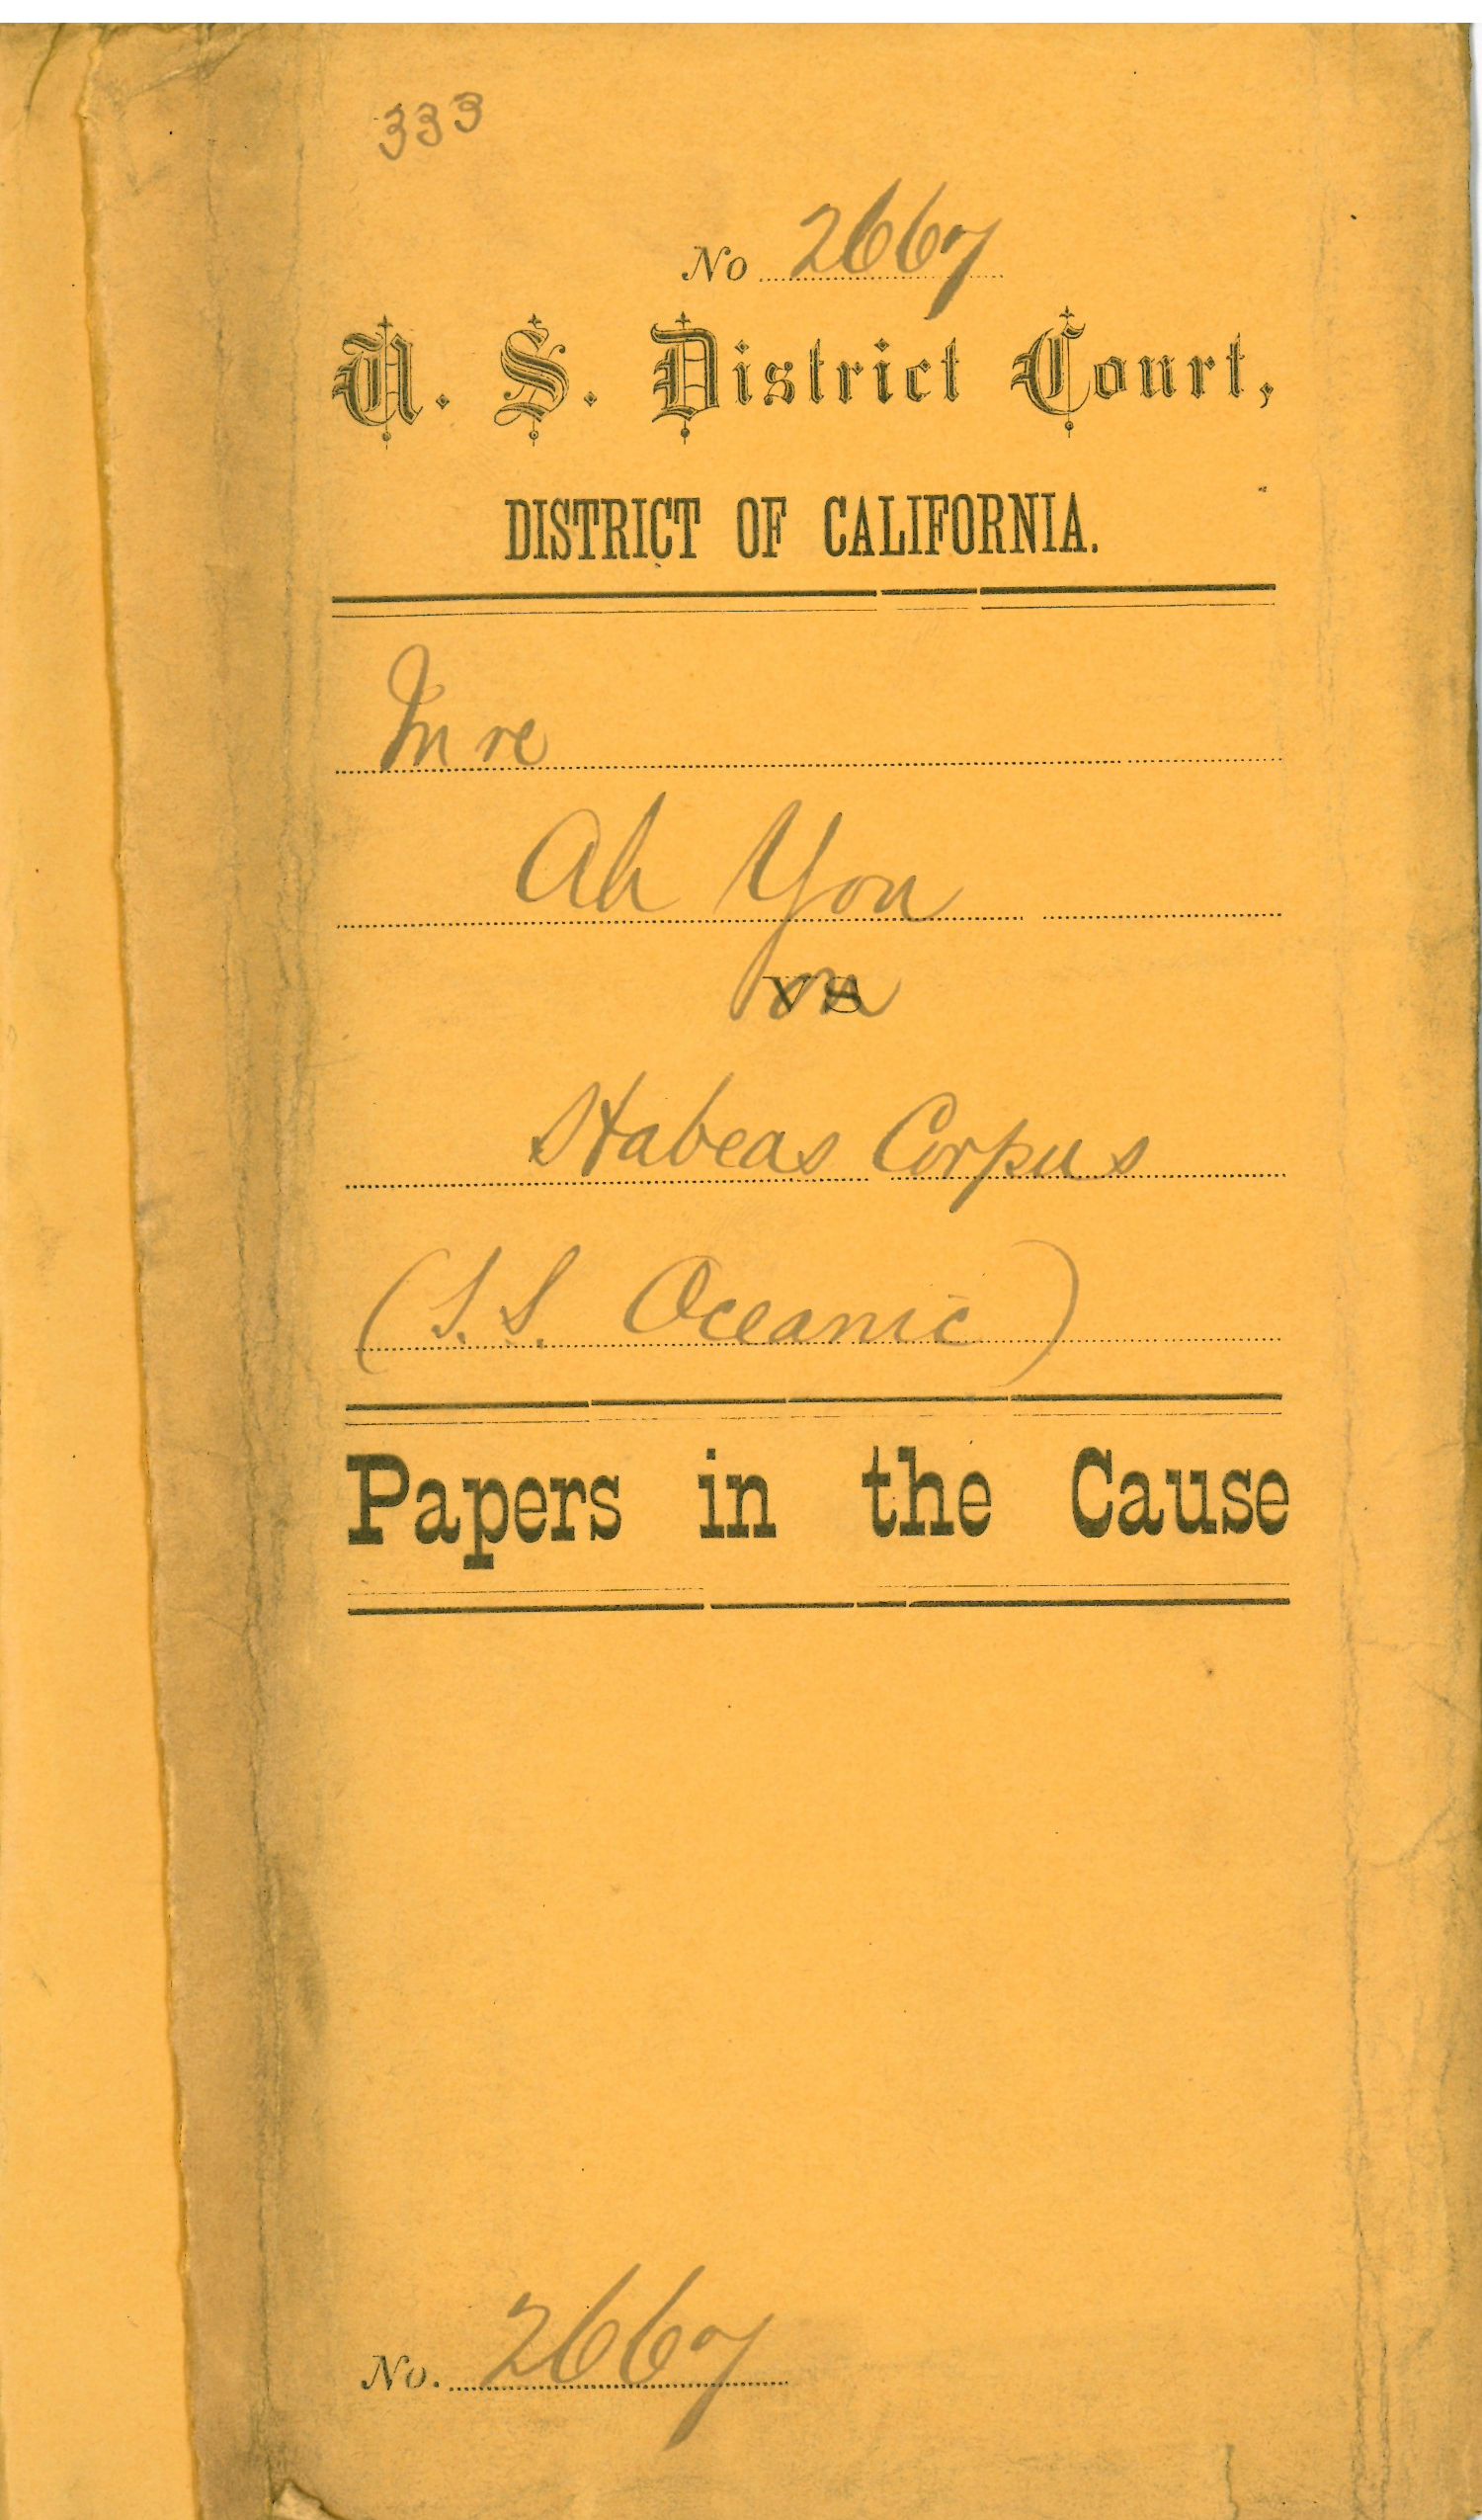 333
No 2667
U. S. District Court,
DISTRICT OF CALIFORNIA.
In re
Ah You
on
Habeas Corpus
(S.S. Oceanic)
Papers in the Cause
No. 2667